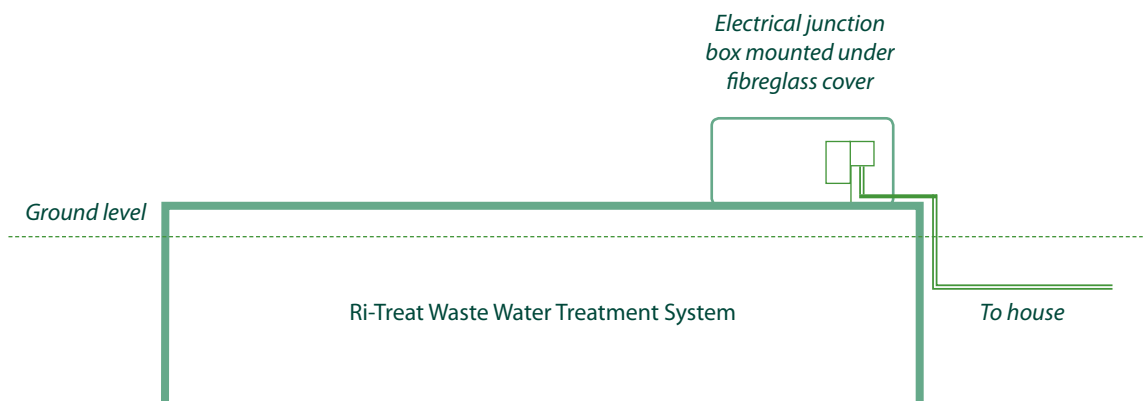 Electrical junction
box mounted under
fibreglass cover
Ground level
Ri-Treat Waste Water Treatment System
To house